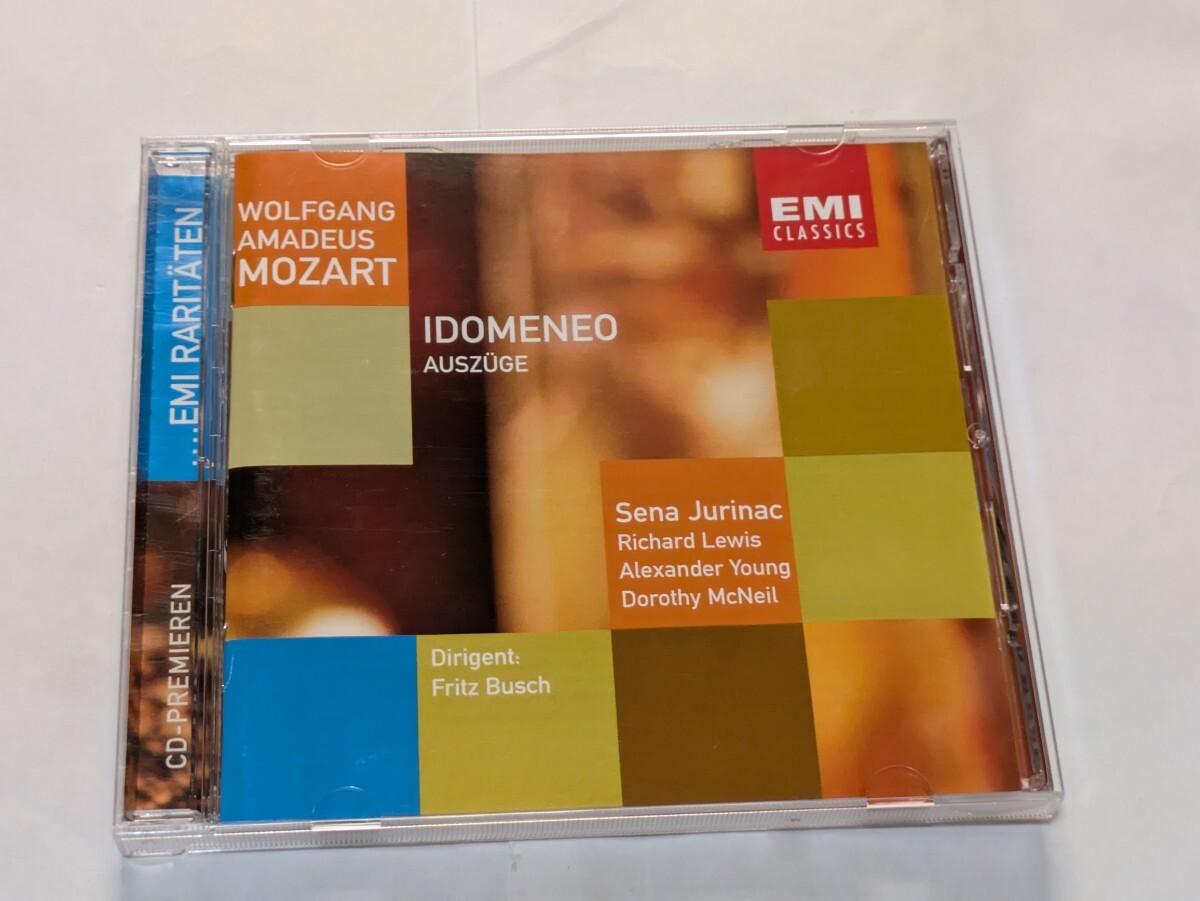 .....EMI RARITÄTEN
CD-PREMIEREN
WOLFGANG
AMADEUS
MOZART
EMI
CLASSICS
IDOMENEO
AUSZÜGE
Sena Jurinac
Richard Lewis
Alexander Young
Dorothy McNeil
Dirigent:
Fritz Busch